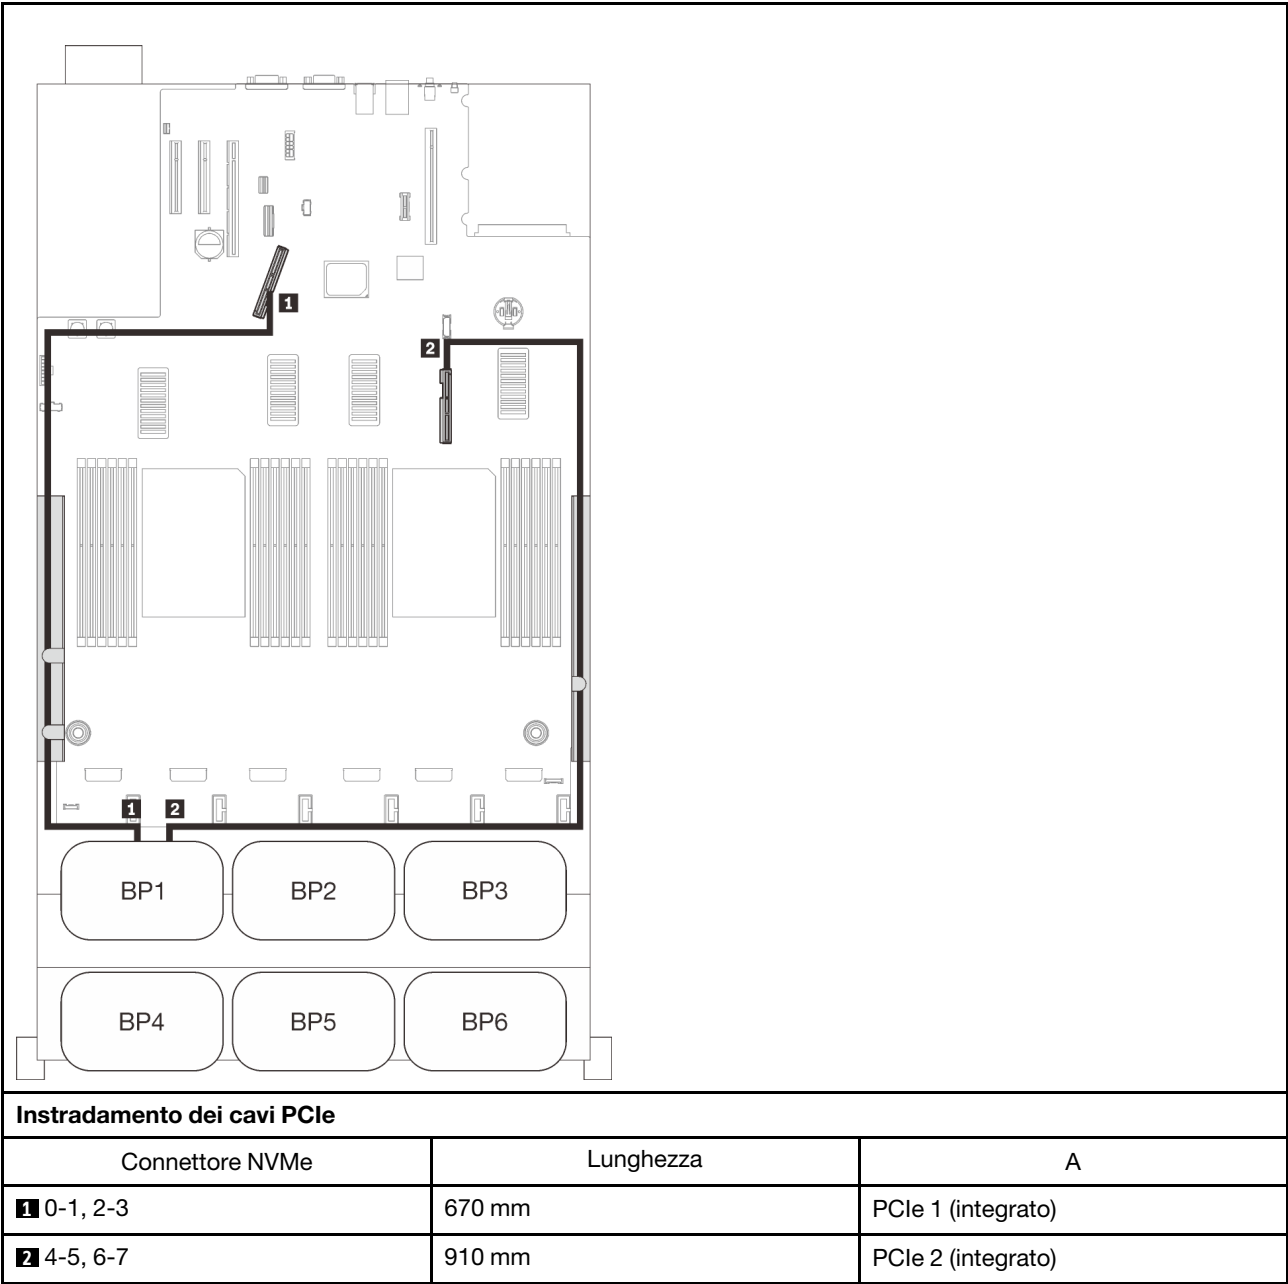 1
2
1 2
BP1 BP2 BP3
BP4 BP5 BP6
Instradamento dei cavi PCIe
Connettore NVMe Lunghezza A
1 0-1, 2-3 670 mm PCIe 1 (integrato)
2 4-5, 6-7 910 mm PCIe 2 (integrato)